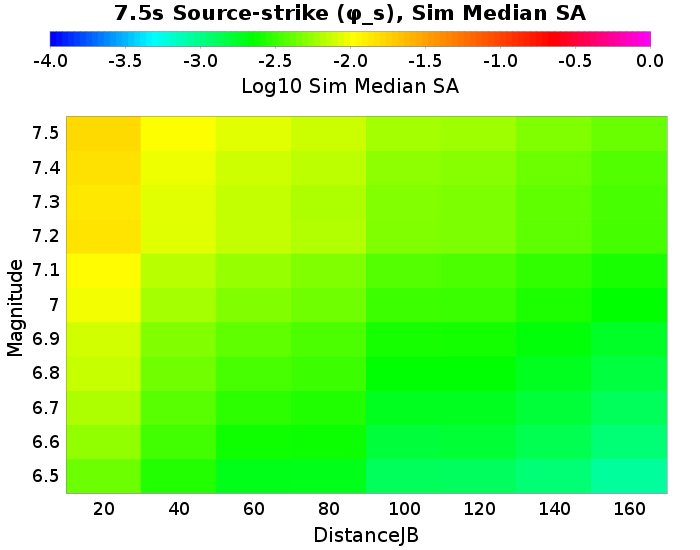 7.5s Source-strike (φ_s), Sim Median SA
-4.0 -3.5 -3.0 -2.5 -2.0 -1.5 -1.0 -0.5 0.0
Log10 Sim Median SA
Magnitude
7.5
7.4
7.3
7.2
7.1
7
6.9
6.8
6.7
6.6
6.5
20 40 60 80 100 120 140 160
DistanceJB